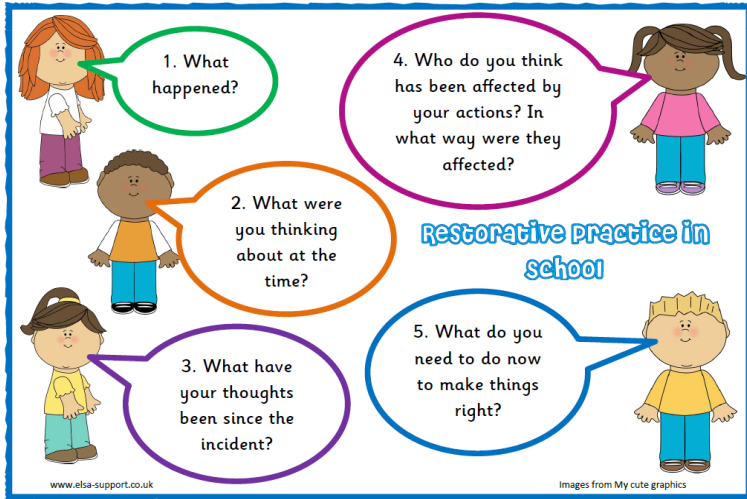 1. What
happened?
2. What were
you thinking
about at the
time?
3. What have
your thoughts
been since the
incident?
4. Who do you think
has been affected by
your actions? In
what way were they
affected?
Restorative Practice in
School
5. What do you
need to do now
to make things
right?
www.elsa-support.co.uk
Images from My cute graphics